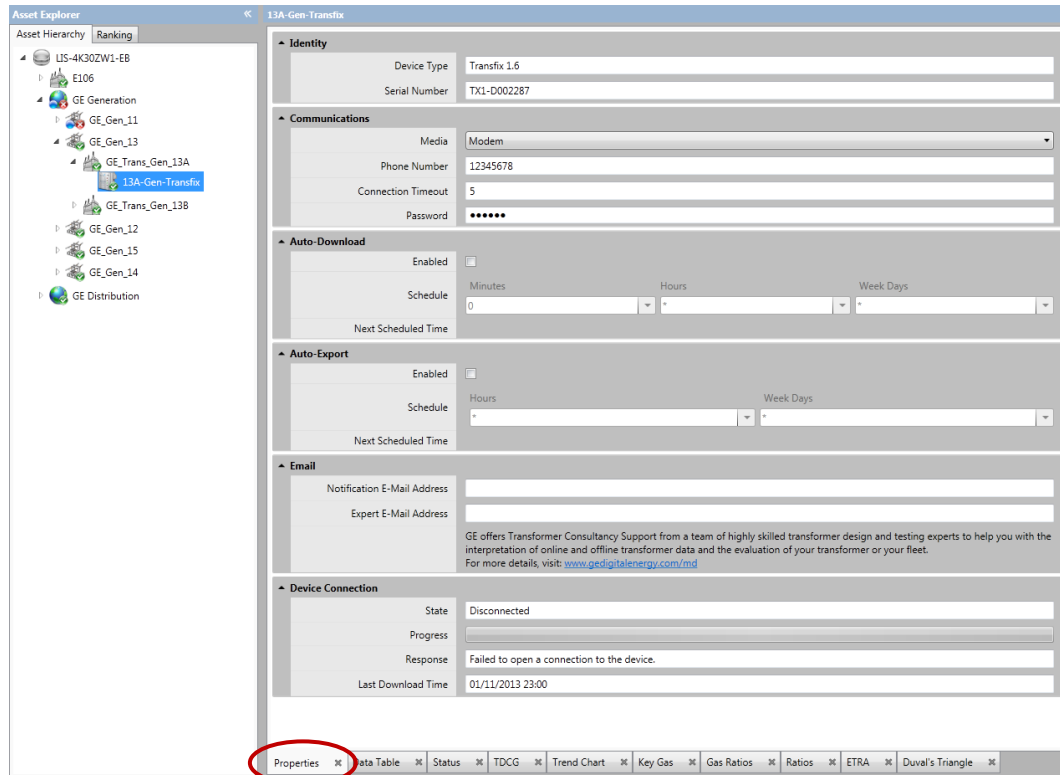 Asset Explorer
Asset Hierarchy Ranking
LIS-4K30ZW1-EB
E106
GE Generation
GE_Gen_11
GE_Gen_13
GE_Trans_Gen_13A
13A-Gen-Transfix
GE_Trans_Gen_13B
GE_Gen_12
GE_Gen_15
GE_Gen_14
GE Distribution
13A-Gen-Transfix
Identity
Device Type Transfix 1.6
Serial Number TX1-D002287
Communications
Media Modem
Phone Number 12345678
Connection Timeout 5
Password ••••••
Auto-Download
Enabled
Minutes Hours Week Days
Schedule 0 * *
Next Scheduled Time
Auto-Export
Enabled
Hours Week Days
Schedule * *
Next Scheduled Time
Email
Notification E-Mail Address
Expert E-Mail Address
GE offers Transformer Consultancy Support from a team of highly skilled transformer design and testing experts to help you with the
interpretation of online and offline transformer data and the evaluation of your transformer or your fleet.
For more details, visit: www.gedigitalenergy.com/md
Device Connection
State Disconnected
Progress
Response Failed to open a connection to the device.
Last Download Time 01/11/2013 23:00
Properties Data Table Status TDCG Trend Chart Key Gas Gas Ratios Ratios ETRA Duval's Triangle